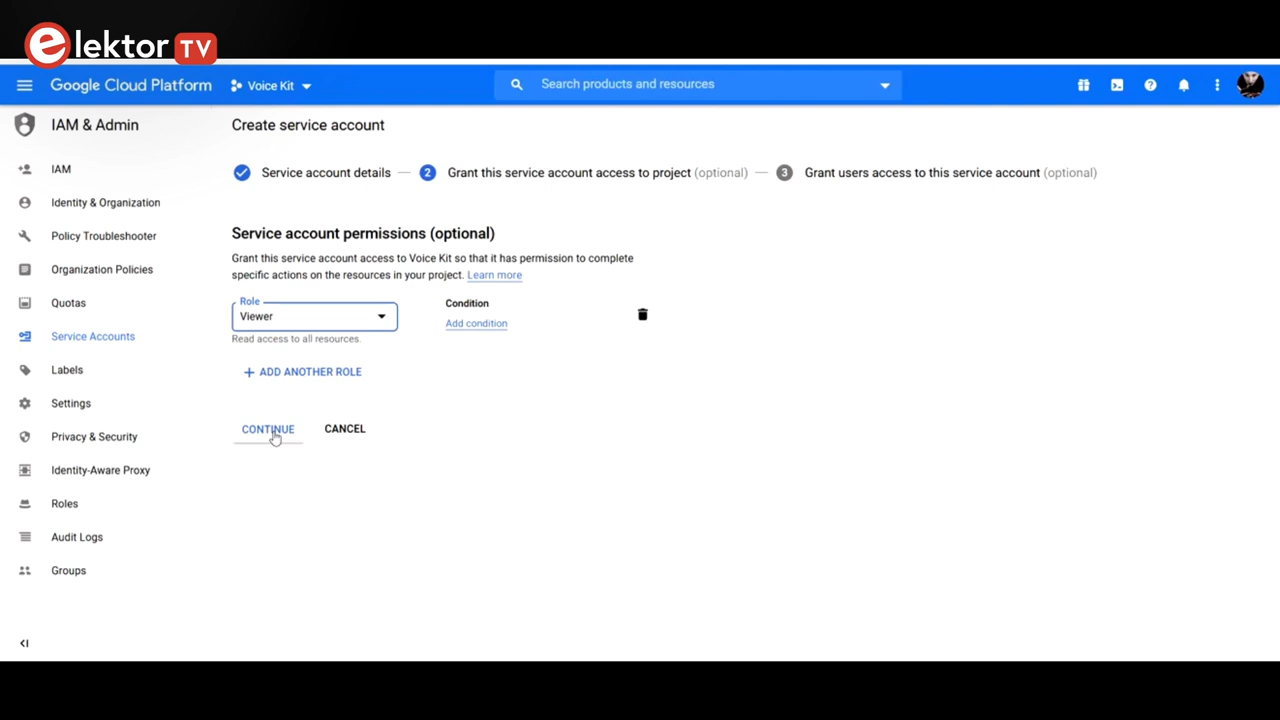 elektor TV
Google Cloud Platform
Voice Kit
Search products and resources
IAM & Admin
Create service account
IAM
Identity & Organization
Policy Troubleshooter
Organization Policies
Quotas
Service Accounts
Labels
Settings
Privacy & Security
Identity-Aware Proxy
Roles
Audit Logs
Groups
Service account details
2 Grant this service account access to project (optional)
3 Grant users access to this service account (optional)
Service account permissions (optional)
Grant this service account access to Voice Kit so that it has permission to complete
specific actions on the resources in your project. Learn more
Role
Viewer
Read access to all resources.
Condition
Add condition
+ ADD ANOTHER ROLE
CONTINUE
CANCEL